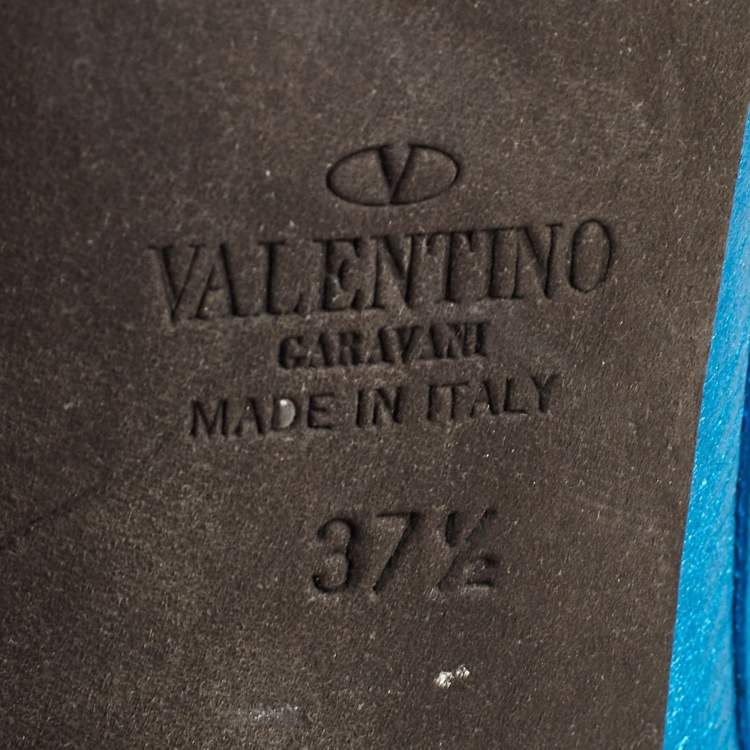 V
VALENTINO
GARAVANI
MADE IN ITALY
37½